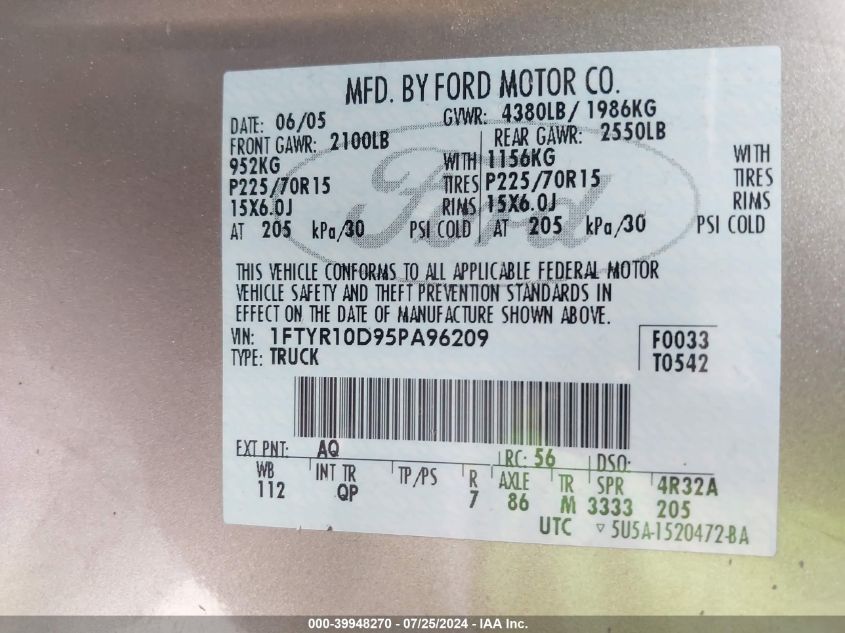 MFD. BY FORD MOTOR CO.
DATE: 06/05 GVWR: 4380LB/ 1986KG
FRONT GAWR: 2100LB REAR GAWR: 2550LB
952KG WITH 1156KG WITH
P225/70R15 TIRES P225/70R15 TIRES
15X6.0J RIMS 15X6.0J RIMS
AT 205 kPa/30 PSI COLD AT 205 kPa/30 PSI COLD
Ford
THIS VEHICLE CONFORMS TO ALL APPLICABLE FEDERAL MOTOR
VEHICLE SAFETY AND THEFT PREVENTION STANDARDS IN
EFFECT ON THE DATE OF MANUFACTURE SHOWN ABOVE.
VIN: 1FTYR10D95PA96209 F0033
TYPE: TRUCK T0542
EXT PNT: AQ RC: 56 DSO:
WB INT TR TP/PS R AXLE TR SPR 4R32A
112 QP 7 86 M 3333 205
UTC ▽ 5U5A-1520472-BA
000-39948270 - 07/25/2024 - IAA Inc.